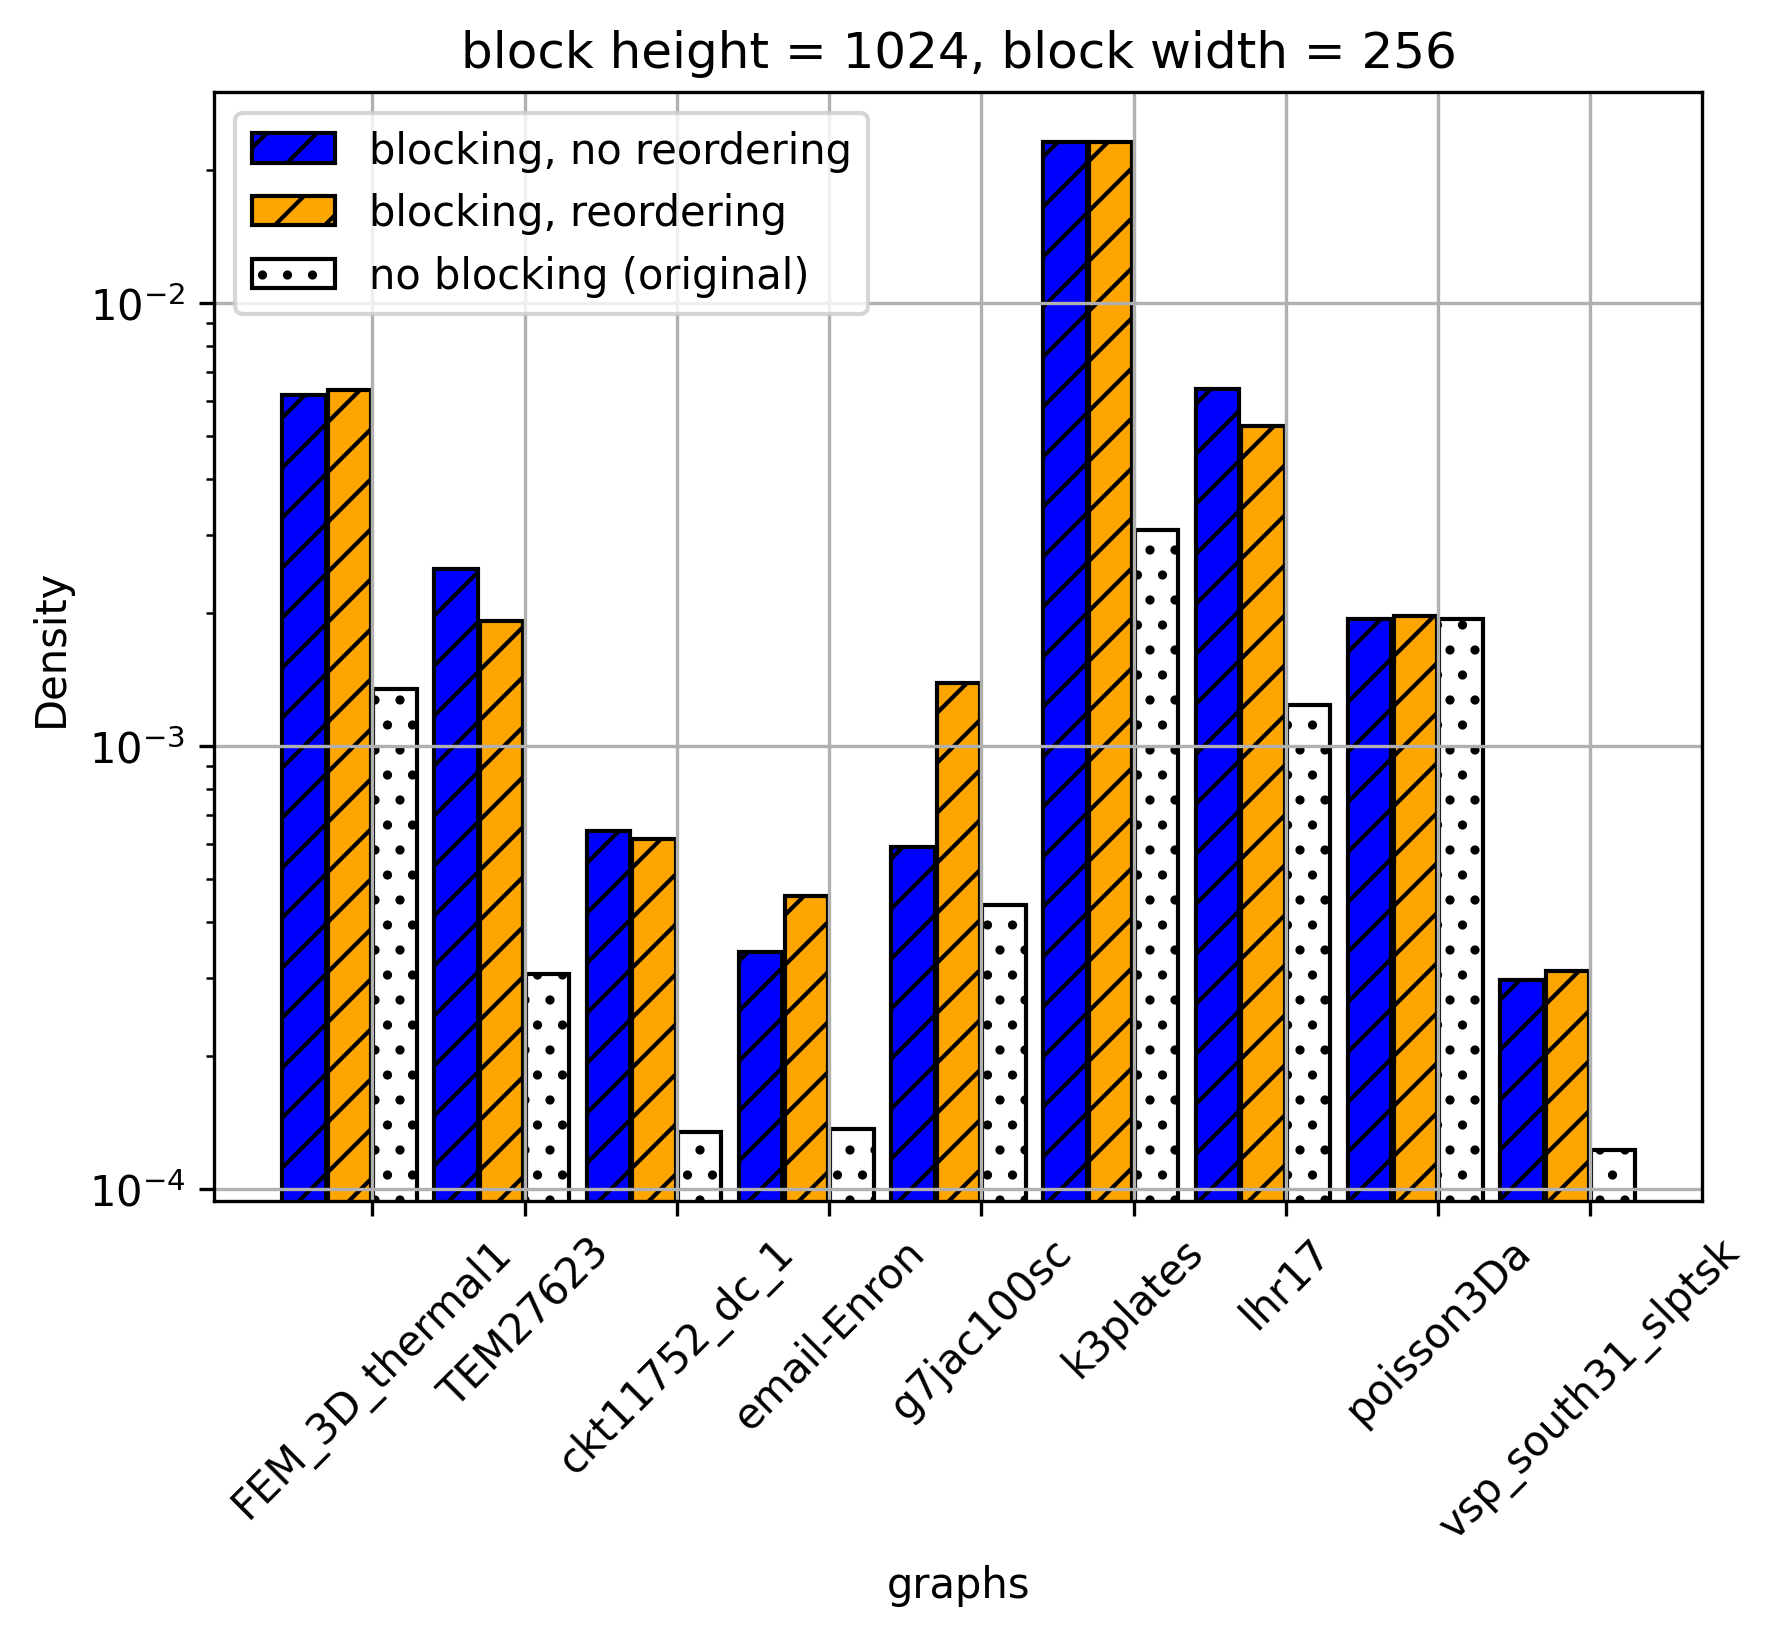 block height = 1024, block width = 256
blocking, no reordering
blocking, reordering
no blocking (original)
Density
10⁻²
10⁻³
10⁻⁴
FEM_3D_thermal1
TEM27623
ckt11752_dc_1
email-Enron
g7jac100sc
k3plates
lhr17
poisson3Da
vsp_south31_slptsk
graphs